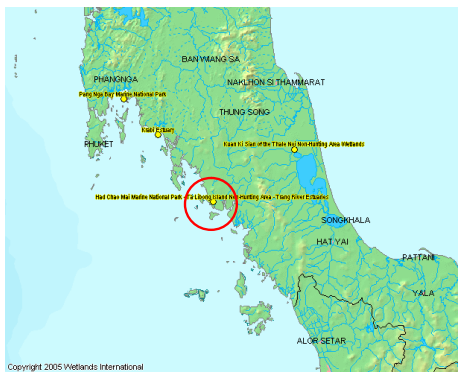 BAN WIANG SA
PHANGNGA
NAKLHON SI THAMMARAT
Pang Nga Bay Marine National Park
THUNG SONG
Krabi Estuary
PHUKET
Kuan Ki Sian of the Thale Noi Non-Hunting Area Wetlands
Had Chao Mai Marine National Park - Ta Libong Island Non-Hunting Area - Trang River Estuaries
SONGKHALA
HAT YAI
PATTANI
YALA
ALOR SETAR
Copyright 2005 Wetlands International